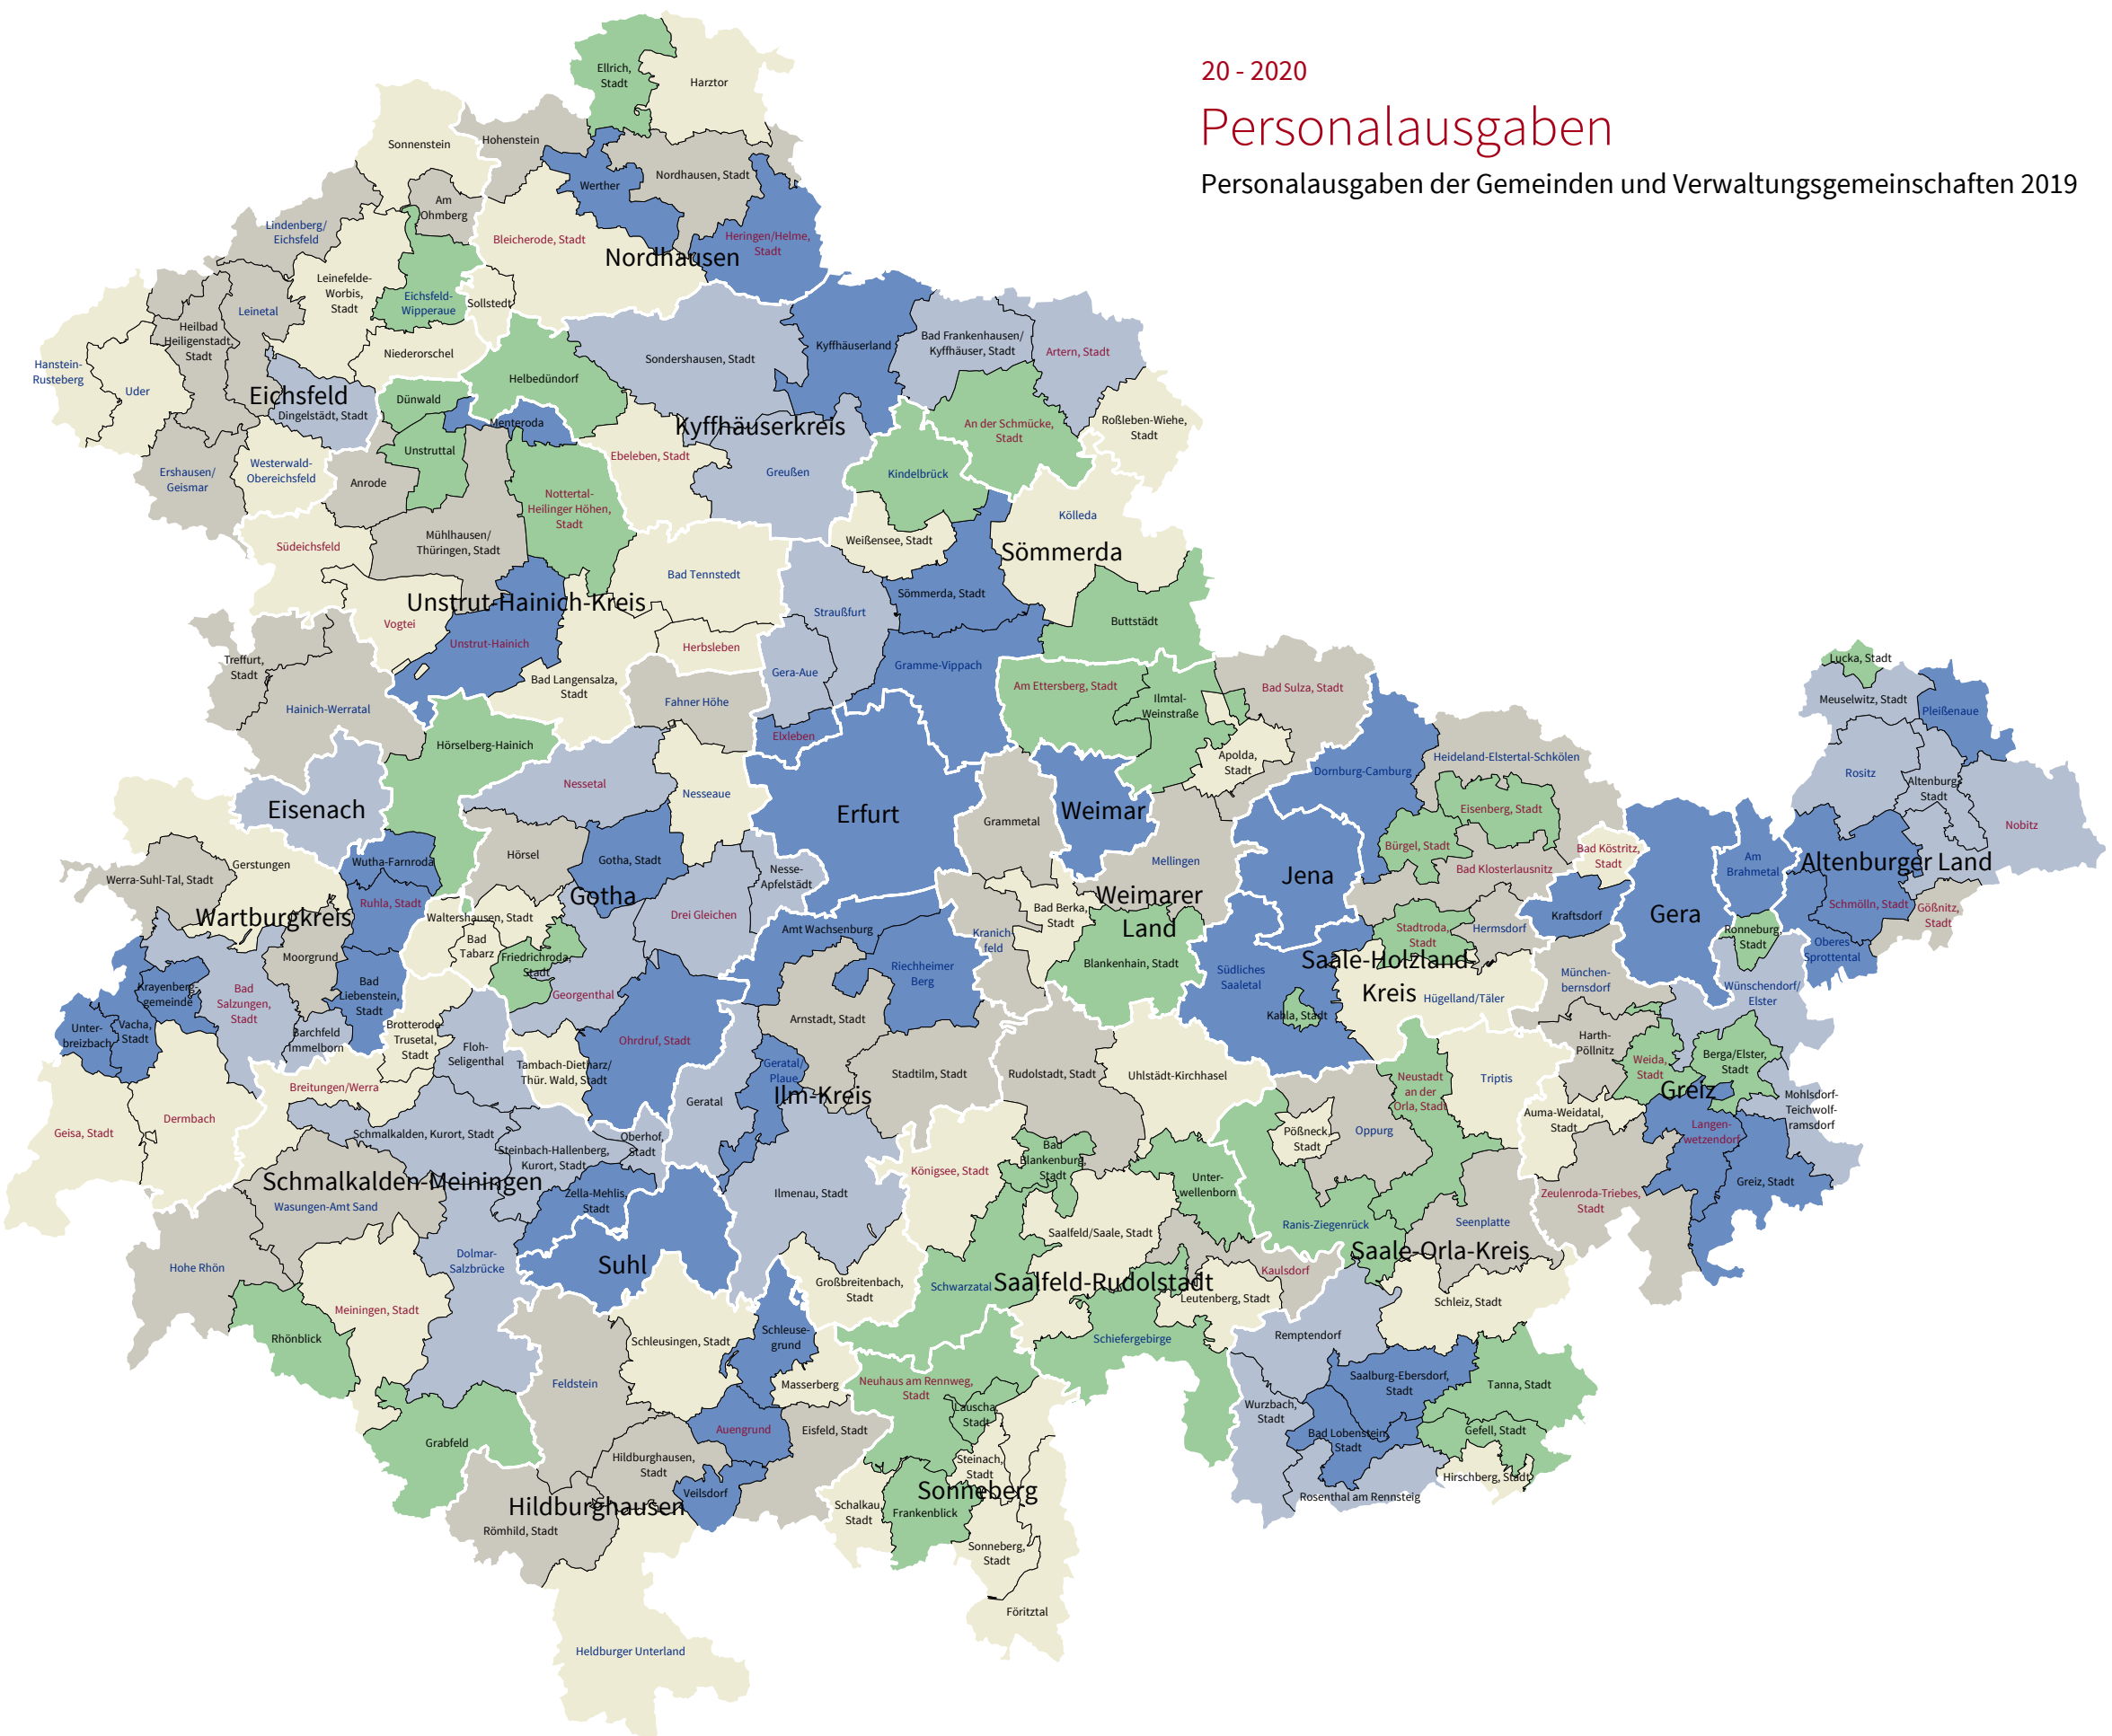 20 - 2020
Personalausgaben
Personalausgaben der Gemeinden und Verwaltungsgemeinschaften 2019
Ellrich,
Stadt
Harztor
Sonnenstein
Hohenstein
Werther
Nordhausen, Stadt
Am
Ohmberg
Lindenberg/
Eichsfeld
Bleicherode, Stadt
Heringen/Helme,
Stadt
Nordhausen
Leinefelde-
Worbis,
Stadt
Eichsfeld-
Wipperaue
Sollstedt
Leinetal
Heilbad
Heiligenstadt,
Stadt
Niederorschel
Hanstein-
Rusteberg
Uder
Eichsfeld
Dingelstädt, Stadt
Dünwald
Helbedündorf
Sondershausen, Stadt
Kyffhäuserland
Bad Frankenhausen/
Kyffhäuser, Stadt
Artern, Stadt
Menteroda
Kyffhäuserkreis
An der Schmücke,
Stadt
Roßleben-Wiehe,
Stadt
Unstruttal
Ebeleben, Stadt
Greußen
Kindelbrück
Ershausen/
Geismar
Westerwald-
Obereichsfeld
Anrode
Nottertal-
Heilinger Höhen,
Stadt
Kölleda
Südeichsfeld
Mühlhausen/
Thüringen, Stadt
Weißensee, Stadt
Sömmerda
Bad Tennstedt
Sömmerda, Stadt
Unstrut-Hainich-Kreis
Straußfurt
Vogtei
Buttstädt
Unstrut-Hainich
Herbsleben
Gramme-Vippach
Treffurt,
Stadt
Gera-Aue
Bad Langensalza,
Stadt
Am Ettersberg, Stadt
Ilmtal-
Weinstraße
Bad Sulza, Stadt
Lucka, Stadt
Hainich-Werratal
Fahner Höhe
Meuselwitz, Stadt
Pleißenaue
Elxleben
Hörselberg-Hainich
Apolda,
Stadt
Dornburg-Camburg
Heideland-Elstertal-Schkölen
Rositz
Altenburg,
Stadt
Nessetal
Nesseaue
Eisenach
Erfurt
Grammetal
Weimar
Eisenberg, Stadt
Nobitz
Bürgel, Stadt
Bad Köstritz,
Stadt
Wutha-Farnroda
Gerstungen
Hörsel
Gotha, Stadt
Nesse-
Apfelstädt
Mellingen
Jena
Bad Klosterlausnitz
Am
Brahmetal
Altenburger Land
Werra-Suhl-Tal, Stadt
Ruhla, Stadt
Gotha
Weimarer
Land
Schmölln, Stadt
Gößnitz,
Stadt
Wartburgkreis
Waltershausen, Stadt
Drei Gleichen
Bad Berka,
Stadt
Kraftsdorf
Gera
Amt Wachsenburg
Kranich-
feld
Stadtroda,
Stadt
Hermsdorf
Ronneburg,
Stadt
Oberes
Sprottental
Bad
Tabarz
Friedrichroda,
Stadt
Moorgrund
Blankenhain, Stadt
Saale-Holzland-
Kreis
Riechheimer
Berg
Südliches
Saaletal
München-
bernsdorf
Krayenberg-
gemeinde
Bad
Salzungen,
Stadt
Bad
Liebenstein,
Stadt
Georgenthal
Hügelland/Täler
Wünschendorf/
Elster
Unter-
breizbach
Vacha,
Stadt
Barchfeld
Immelborn
Brotterode-
Trusetal,
Stadt
Kahla, Stadt
Arnstadt, Stadt
Floh-
Seligenthal
Ohrdruf, Stadt
Harth-
Pöllnitz
Weida,
Stadt
Berga/Elster,
Stadt
Tambach-Dietharz/
Thür. Wald, Stadt
Geratal/
Plaue
Stadtilm, Stadt
Rudolstadt, Stadt
Uhlstädt-Kirchhasel
Neustadt
an der
Orla, Stadt
Triptis
Greiz
Breitungen/Werra
Geratal
Ilm-Kreis
Mohlsdorf-
Teichwolf-
ramsdorf
Dermbach
Auma-Weidatal,
Stadt
Geisa, Stadt
Schmalkalden, Kurort, Stadt
Oberhof,
Stadt
Pößneck,
Stadt
Oppurg
Langen-
wetzendorf
Steinbach-Hallenberg,
Kurort, Stadt
Bad
Blankenburg,
Stadt
Königsee, Stadt
Schmalkalden-Meiningen
Zella-Mehlis,
Stadt
Ilmenau, Stadt
Unter-
wellenborn
Greiz, Stadt
Wasungen-Amt Sand
Zeulenroda-Triebes,
Stadt
Ranis-Ziegenrück
Seenplatte
Saalfeld/Saale, Stadt
Dolmar-
Salzbrücke
Suhl
Saale-Orla-Kreis
Hohe Rhön
Kaulsdorf
Großbreitenbach,
Stadt
Schwarzatal
Saalfeld-Rudolstadt
Leutenberg, Stadt
Schleiz, Stadt
Meiningen, Stadt
Rhönblick
Schleusingen, Stadt
Schleuse-
grund
Schiefergebirge
Remptendorf
Feldstein
Masserberg
Neuhaus am Rennweg,
Stadt
Saalburg-Ebersdorf,
Stadt
Tanna, Stadt
Lauscha,
Stadt
Wurzbach,
Stadt
Auengrund
Eisfeld, Stadt
Bad Lobenstein,
Stadt
Gefell, Stadt
Grabfeld
Hildburghausen,
Stadt
Steinach,
Stadt
Hirschberg, Stadt
Veilsdorf
Sonneberg
Rosenthal am Rennsteig
Hildburghausen
Schalkau,
Stadt
Frankenblick
Römhild, Stadt
Sonneberg,
Stadt
Föritztal
Heldburger Unterland